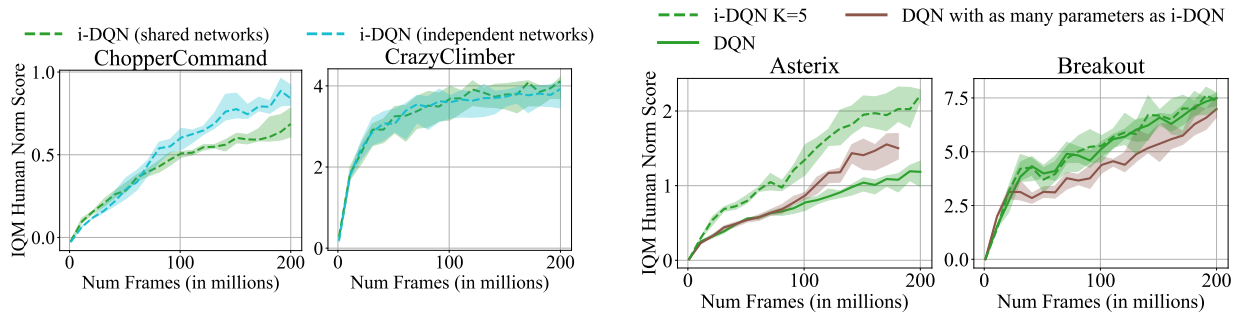 i-DQN (shared networks) i-DQN (independent networks)
ChopperCommand CrazyClimber
IQM Human Norm Score
1.0
0.5
0.0
0 100 200
Num Frames (in millions)
4
2
0
0 100 200
Num Frames (in millions)
i-DQN K=5 DQN with as many parameters as i-DQN
DQN
Asterix Breakout
IQM Human Norm Score
2
1
0
0 100 200
Num Frames (in millions)
7.5
5.0
2.5
0.0
0 100 200
Num Frames (in millions)